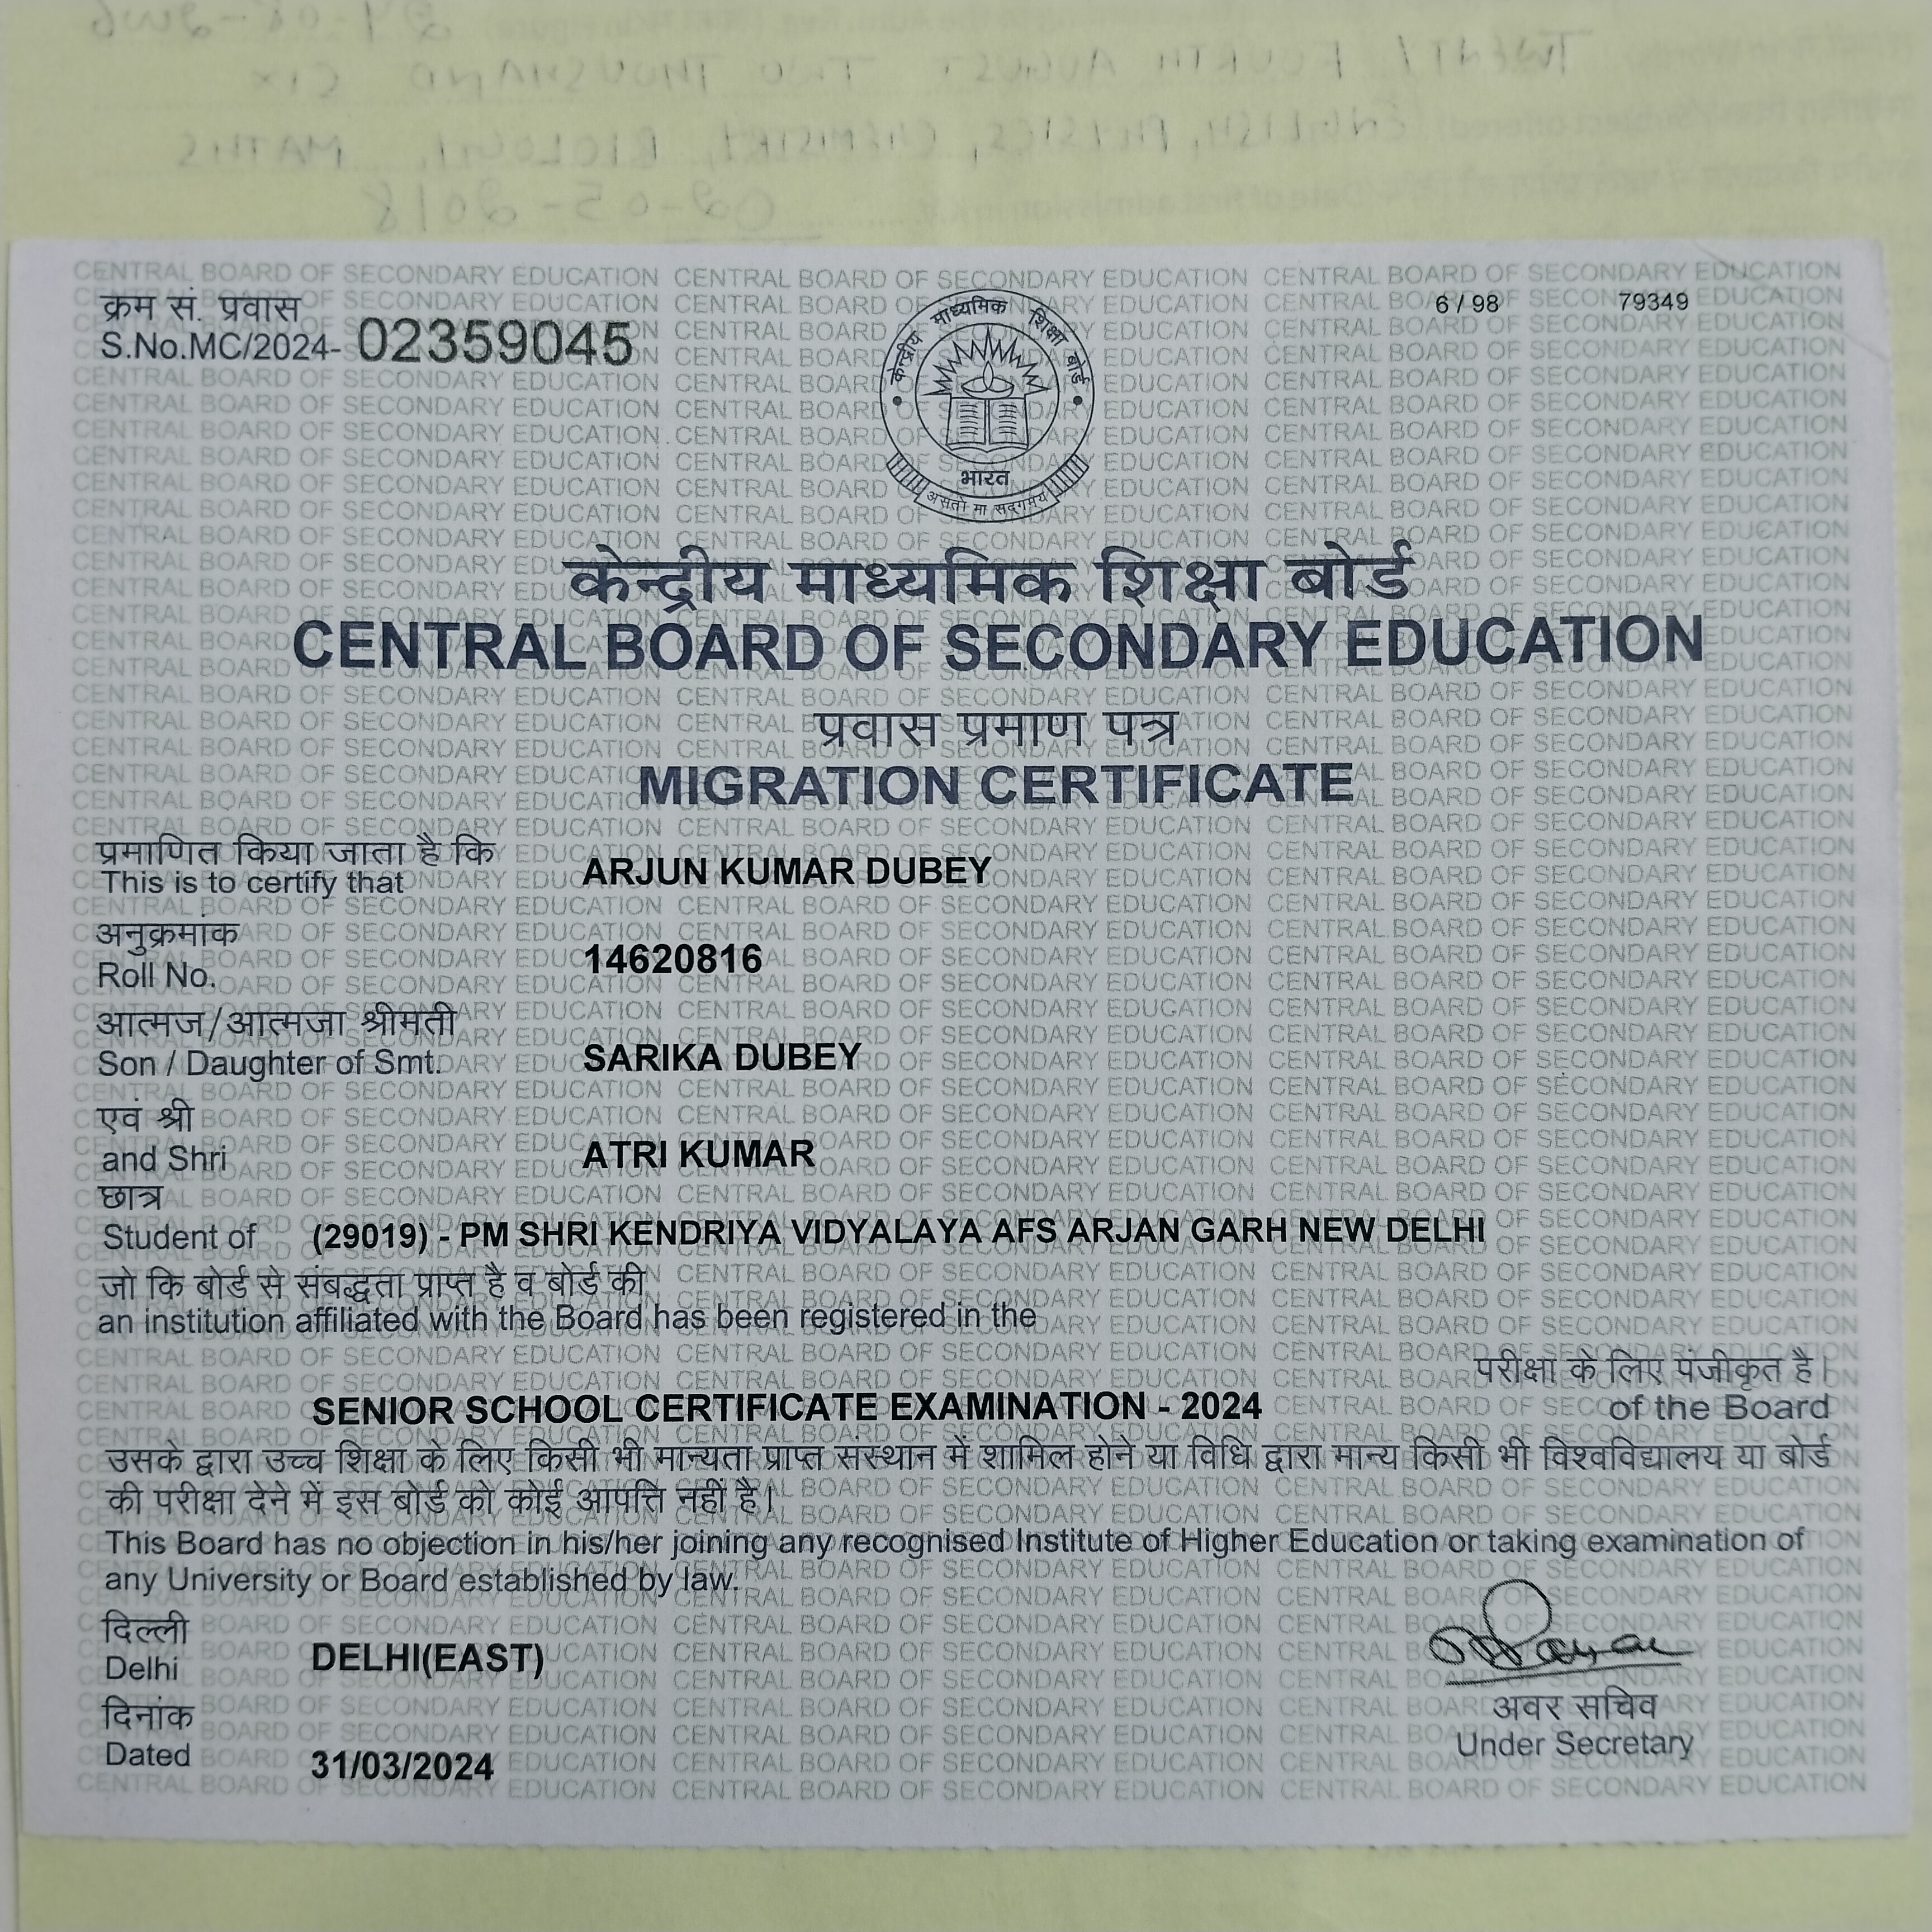 TWENTY FOURTH AUGUST TWO THOUSAND SIX
ENGLISH, PHYSICS, CHEMISTRY, BIOLOGY, MATHS
02-05-2018
क्रम सं. प्रवास
S.No.MC/2024- 02359045
6 / 98 79349
केन्द्रीय माध्यमिक शिक्षा बोर्ड
भारत
असतो मा सद्गमय
केन्द्रीय माध्यमिक शिक्षा बोर्ड
CENTRAL BOARD OF SECONDARY EDUCATION
प्रवास प्रमाण पत्र
MIGRATION CERTIFICATE
प्रमाणित किया जाता है कि
This is to certify that ARJUN KUMAR DUBEY
अनुक्रमांक
Roll No. 14620816
आत्मज/आत्मजा श्रीमती
Son / Daughter of Smt. SARIKA DUBEY
एवं श्री
and Shri ATRI KUMAR
छात्र
Student of (29019) - PM SHRI KENDRIYA VIDYALAYA AFS ARJAN GARH NEW DELHI
जो कि बोर्ड से संबद्धता प्राप्त है व बोर्ड की
an institution affiliated with the Board has been registered in the
परीक्षा के लिए पंजीकृत है।
SENIOR SCHOOL CERTIFICATE EXAMINATION - 2024 of the Board
उसके द्वारा उच्च शिक्षा के लिए किसी भी मान्यता प्राप्त संस्थान में शामिल होने या विधि द्वारा मान्य किसी भी विश्वविद्यालय या बोर्ड
की परीक्षा देने में इस बोर्ड को कोई आपत्ति नहीं है।
This Board has no objection in his/her joining any recognised Institute of Higher Education or taking examination of
any University or Board established by law.
दिल्ली
Delhi DELHI(EAST)
दिनांक
Dated 31/03/2024
अवर सचिव
Under Secretary